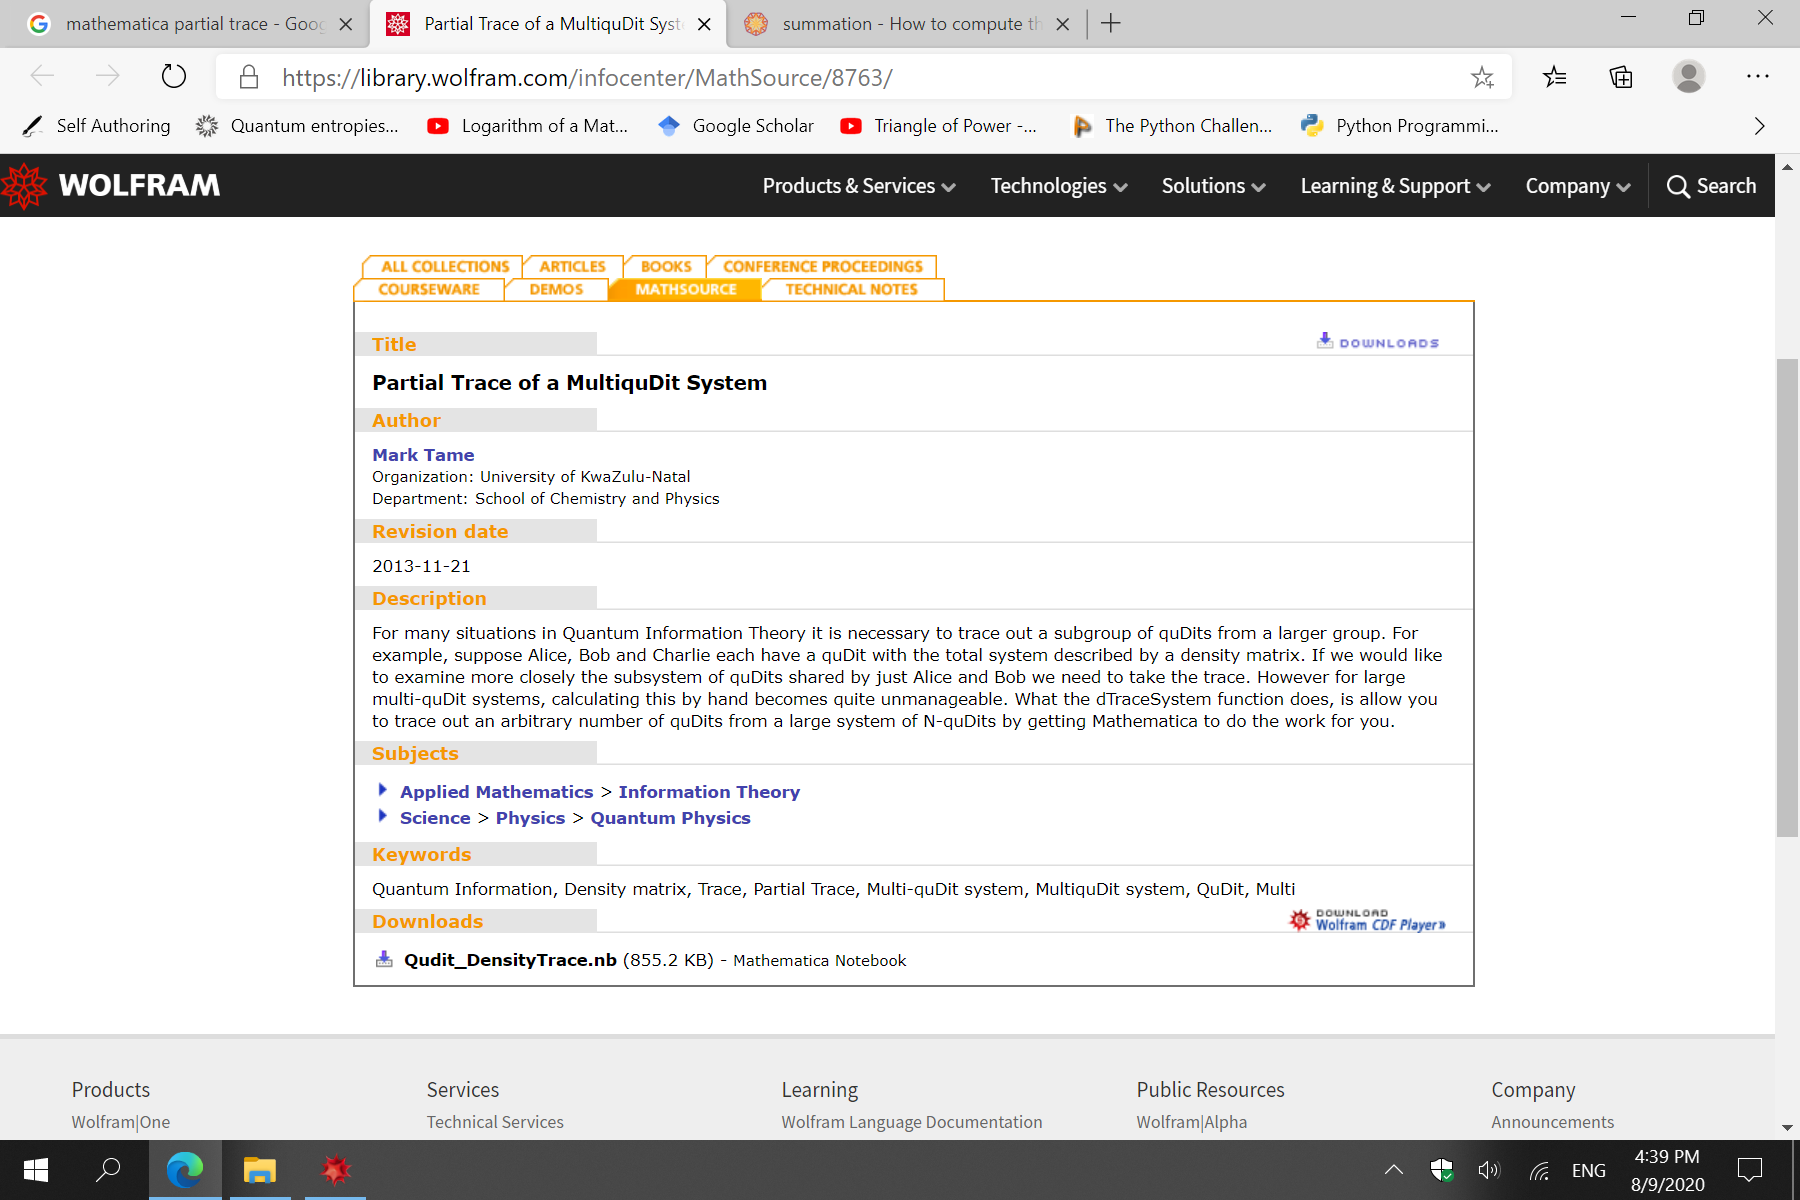 mathematica partial trace - Goog
Partial Trace of a MultiquDit Syst
summation - How to compute th
https://library.wolfram.com/infocenter/MathSource/8763/
Self Authoring
Quantum entropies...
Logarithm of a Mat...
Google Scholar
Triangle of Power -...
The Python Challen...
Python Programmi...
WOLFRAM
Products & Services
Technologies
Solutions
Learning & Support
Company
Search
ALL COLLECTIONS
ARTICLES
BOOKS
CONFERENCE PROCEEDINGS
COURSEWARE
DEMOS
MATHSOURCE
TECHNICAL NOTES
Title
DOWNLOADS
Partial Trace of a MultiquDit System
Author
Mark Tame
Organization: University of KwaZulu-Natal
Department: School of Chemistry and Physics
Revision date
2013-11-21
Description
For many situations in Quantum Information Theory it is necessary to trace out a subgroup of quDits from a larger group. For
example, suppose Alice, Bob and Charlie each have a quDit with the total system described by a density matrix. If we would like
to examine more closely the subsystem of quDits shared by just Alice and Bob we need to take the trace. However for large
multi-quDit systems, calculating this by hand becomes quite unmanageable. What the dTraceSystem function does, is allow you
to trace out an arbitrary number of quDits from a large system of N-quDits by getting Mathematica to do the work for you.
Subjects
Applied Mathematics > Information Theory
Science > Physics > Quantum Physics
Keywords
Quantum Information, Density matrix, Trace, Partial Trace, Multi-quDit system, MultiquDit system, QuDit, Multi
Downloads
DOWNLOAD
Wolfram CDF Player»
Qudit_DensityTrace.nb (855.2 KB) - Mathematica Notebook
Products
Services
Learning
Public Resources
Company
Wolfram|One
Technical Services
Wolfram Language Documentation
Wolfram|Alpha
Announcements
ENG
4:39 PM
8/9/2020